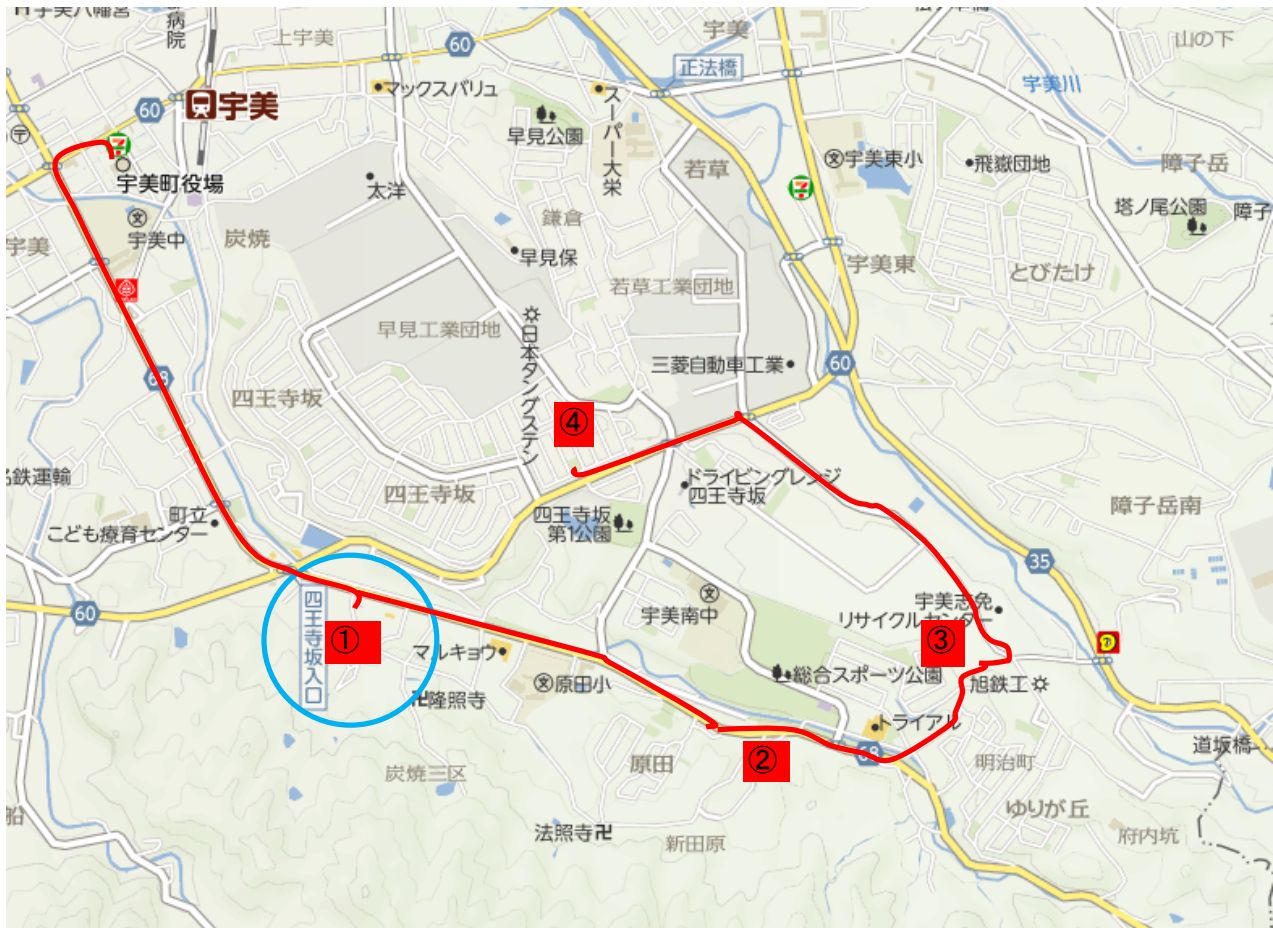 宇美八幡宮
病院
上宇美
60
宇美
正法橋
山の下
宇美川
マックスバリュ
スーパー大栄
早見公園
60
宇美
若草
宇美東小
飛嶽団地
障子岳
宇美町役場
太洋
塔ノ尾公園
障子
宇美中
鎌倉
宇美
炭焼
早見保
宇美東
とびたけ
若草工業団地
早見工業団地
日本タングステン
三菱自動車工業
60
68
四王寺坂
④
名鉄運輸
四王寺坂
ドライビングレンジ
四王寺坂
町立
こども療育センター
四王寺坂
第1公園
障子岳南
35
60
四王寺坂入口
①
宇美南中
宇美志免
リサイクルセンター
③
マルキョウ
総合スポーツ公園
旭鉄工
隆照寺
原田小
トライアル
道坂橋
炭焼三区
原田
②
68
明治町
ゆりが丘
法照寺
新田原
府内坑
船